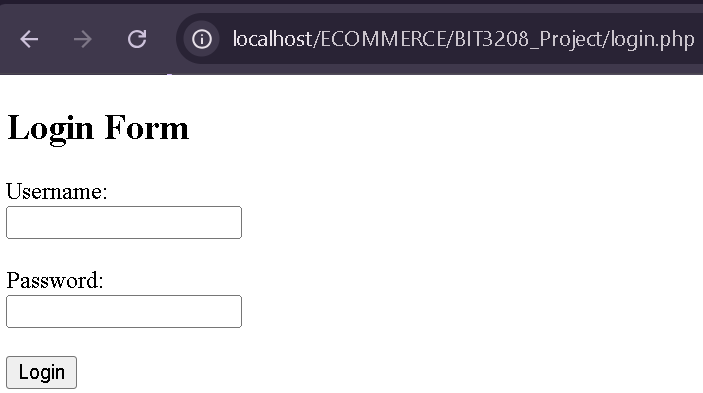 localhost/ECOMMERCE/BIT3208_Project/login.php
Login Form
Username:
Password:
Login